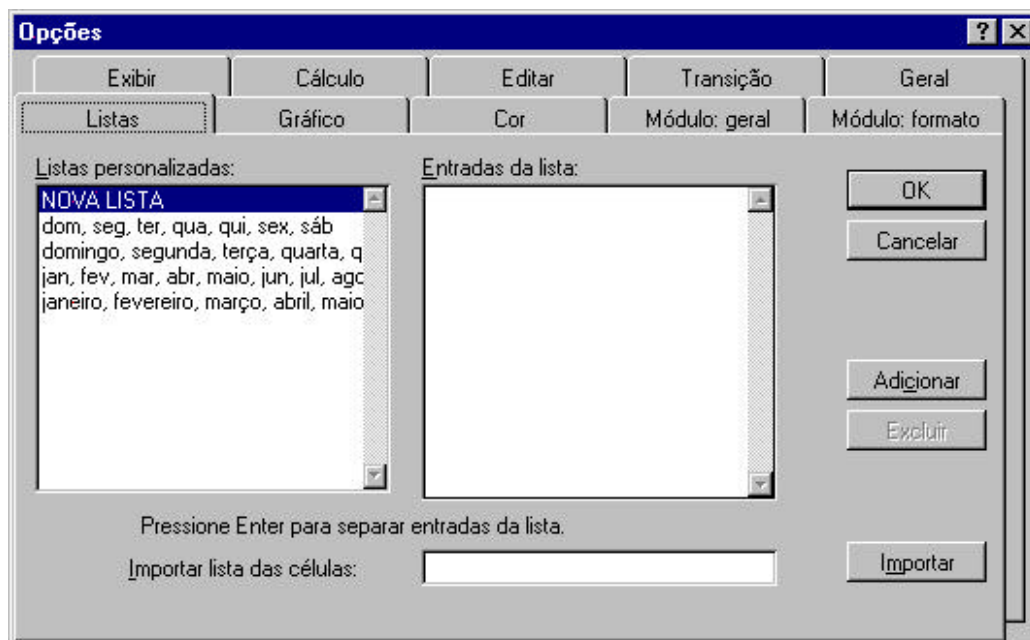 Opções
Exibir Cálculo Editar Transição Geral
Listas Gráfico Cor Módulo: geral Módulo: formato
Listas personalizadas:
NOVA LISTA
dom, seg, ter, qua, qui, sex, sáb
domingo, segunda, terça, quarta, q
jan, fev, mar, abr, maio, jun, jul, ago
janeiro, fevereiro, março, abril, maio
Entradas da lista:
OK
Cancelar
Adicionar
Excluir
Pressione Enter para separar entradas da lista.
Importar lista das células:
Importar